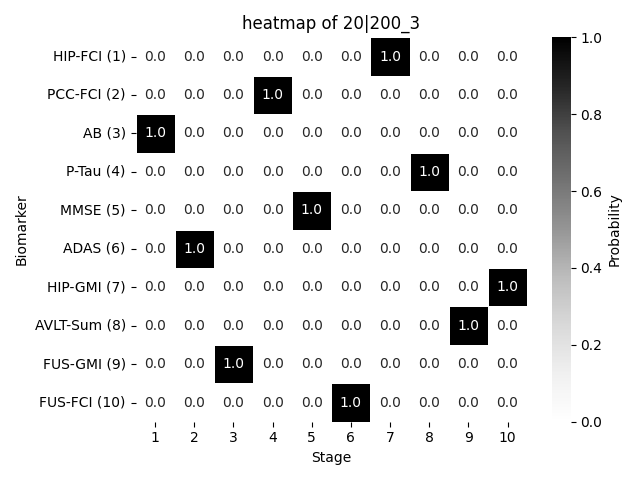 heatmap of 20|200_3
Biomarker
HIP-FCI (1) 0.0 0.0 0.0 0.0 0.0 0.0 1.0 0.0 0.0 0.0
PCC-FCI (2) 0.0 0.0 0.0 1.0 0.0 0.0 0.0 0.0 0.0 0.0
AB (3) 1.0 0.0 0.0 0.0 0.0 0.0 0.0 0.0 0.0 0.0
P-Tau (4) 0.0 0.0 0.0 0.0 0.0 0.0 0.0 1.0 0.0 0.0
MMSE (5) 0.0 0.0 0.0 0.0 1.0 0.0 0.0 0.0 0.0 0.0
ADAS (6) 0.0 1.0 0.0 0.0 0.0 0.0 0.0 0.0 0.0 0.0
HIP-GMI (7) 0.0 0.0 0.0 0.0 0.0 0.0 0.0 0.0 0.0 1.0
AVLT-Sum (8) 0.0 0.0 0.0 0.0 0.0 0.0 0.0 0.0 1.0 0.0
FUS-GMI (9) 0.0 0.0 1.0 0.0 0.0 0.0 0.0 0.0 0.0 0.0
FUS-FCI (10) 0.0 0.0 0.0 0.0 0.0 1.0 0.0 0.0 0.0 0.0
1 2 3 4 5 6 7 8 9 10
Stage
1.0
0.8
0.6
0.4
0.2
0.0
Probability